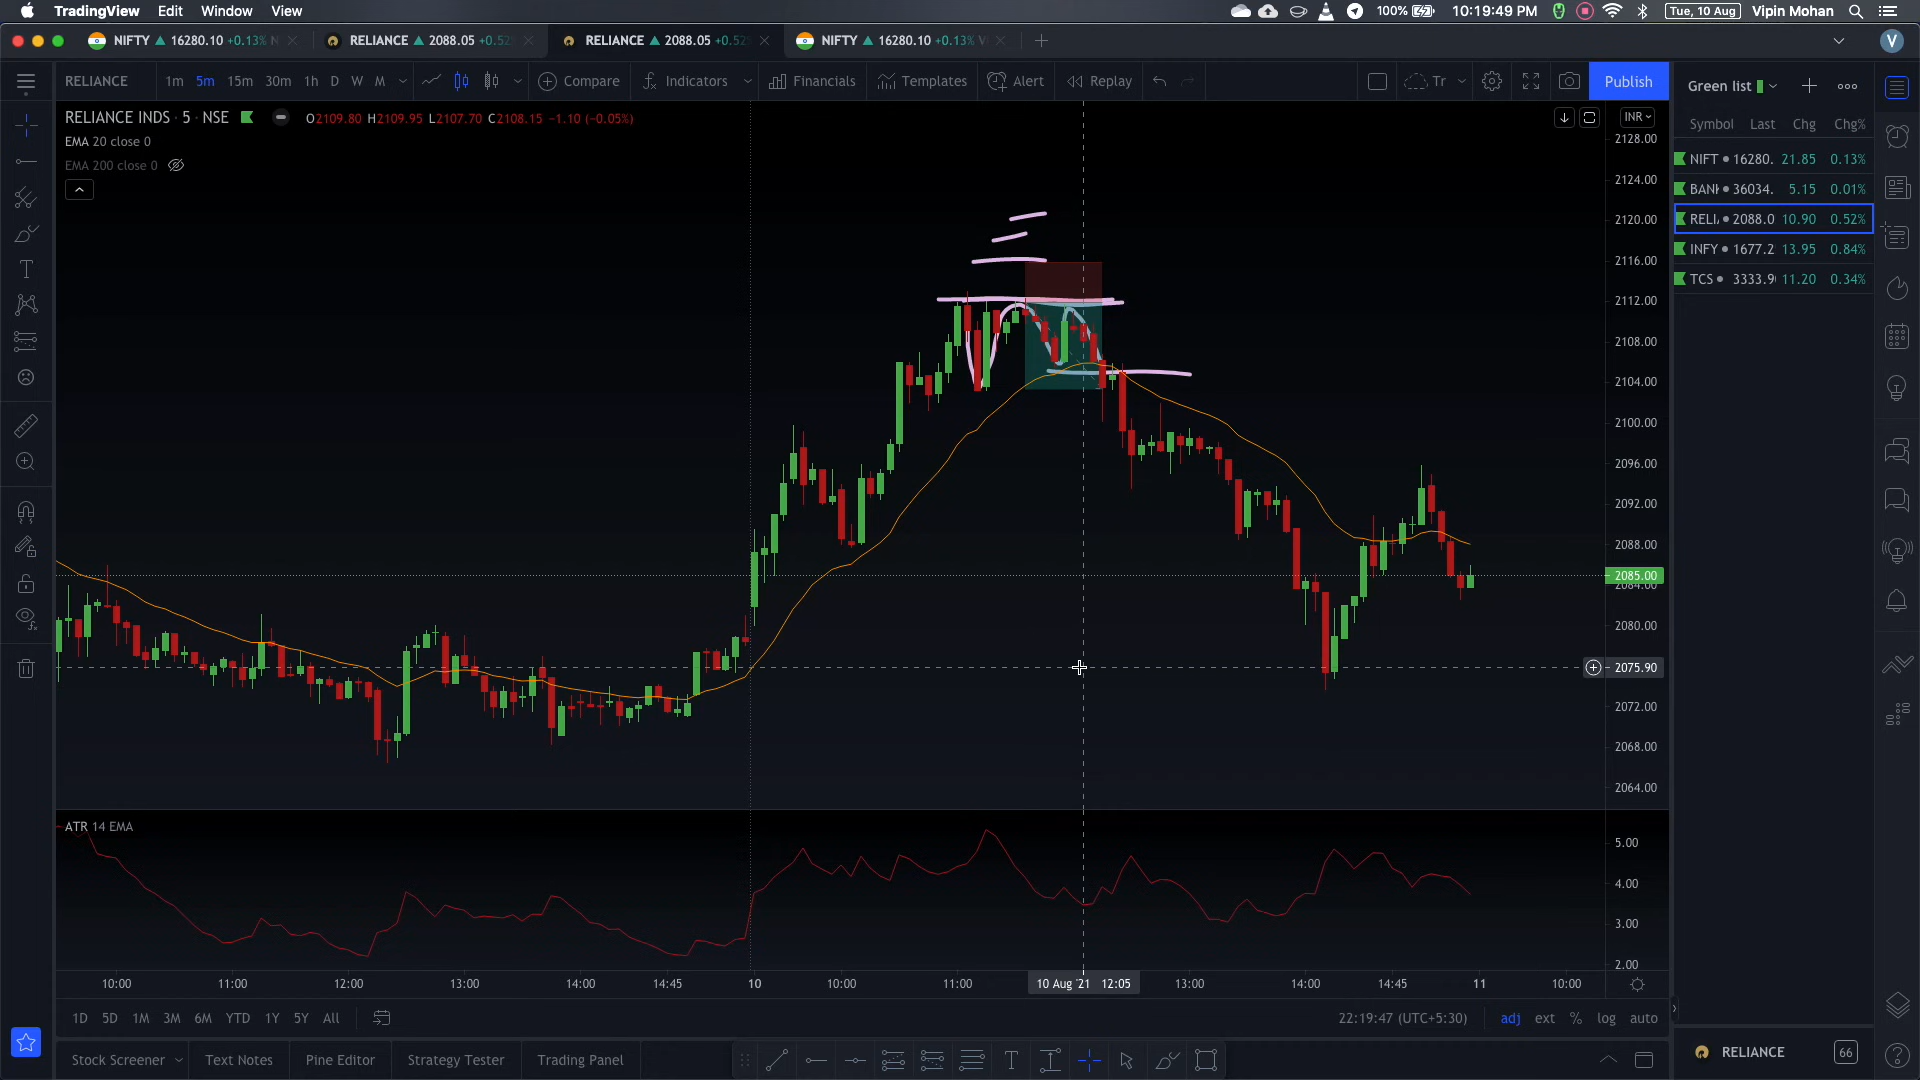 TradingView Edit Window View 100% 10:19:49 PM Tue, 10 Aug Vipin Mohan
NIFTY ▲ 16280.10 +0.13% RELIANCE ▲ 2088.05 +0.52 RELIANCE ▲ 2088.05 +0.52% NIFTY ▲ 16280.10 +0.13% V
RELIANCE 1m 5m 15m 30m 1h D W M Compare Indicators Financials Templates Alert Replay Tr Publish
Green list
RELIANCE INDS · 5 · NSE O2109.80 H2109.95 L2107.70 C2108.15 −1.10 (−0.05%)
INR
EMA 20 close 0
EMA 200 close 0
Symbol Last Chg Chg%
NIFT 16280. 21.85 0.13%
BANK 36034. 5.15 0.01%
RELI 2088.0 10.90 0.52%
INFY 1677.2 13.95 0.84%
TCS 3333.9 11.20 0.34%
2128.00
2124.00
2120.00
2116.00
2112.00
2108.00
2104.00
2100.00
2096.00
2092.00
2088.00
2085.00
2084.00
2080.00
2075.90
2072.00
2068.00
2064.00
ATR 14 EMA
5.00
4.00
3.00
2.00
10:00 11:00 12:00 13:00 14:00 14:45 10 10:00 11:00 10 Aug '21 12:05 13:00 14:00 14:45 11 10:00
1D 5D 1M 3M 6M YTD 1Y 5Y All 22:19:47 (UTC+5:30) adj ext % log auto
Stock Screener Text Notes Pine Editor Strategy Tester Trading Panel
RELIANCE 66